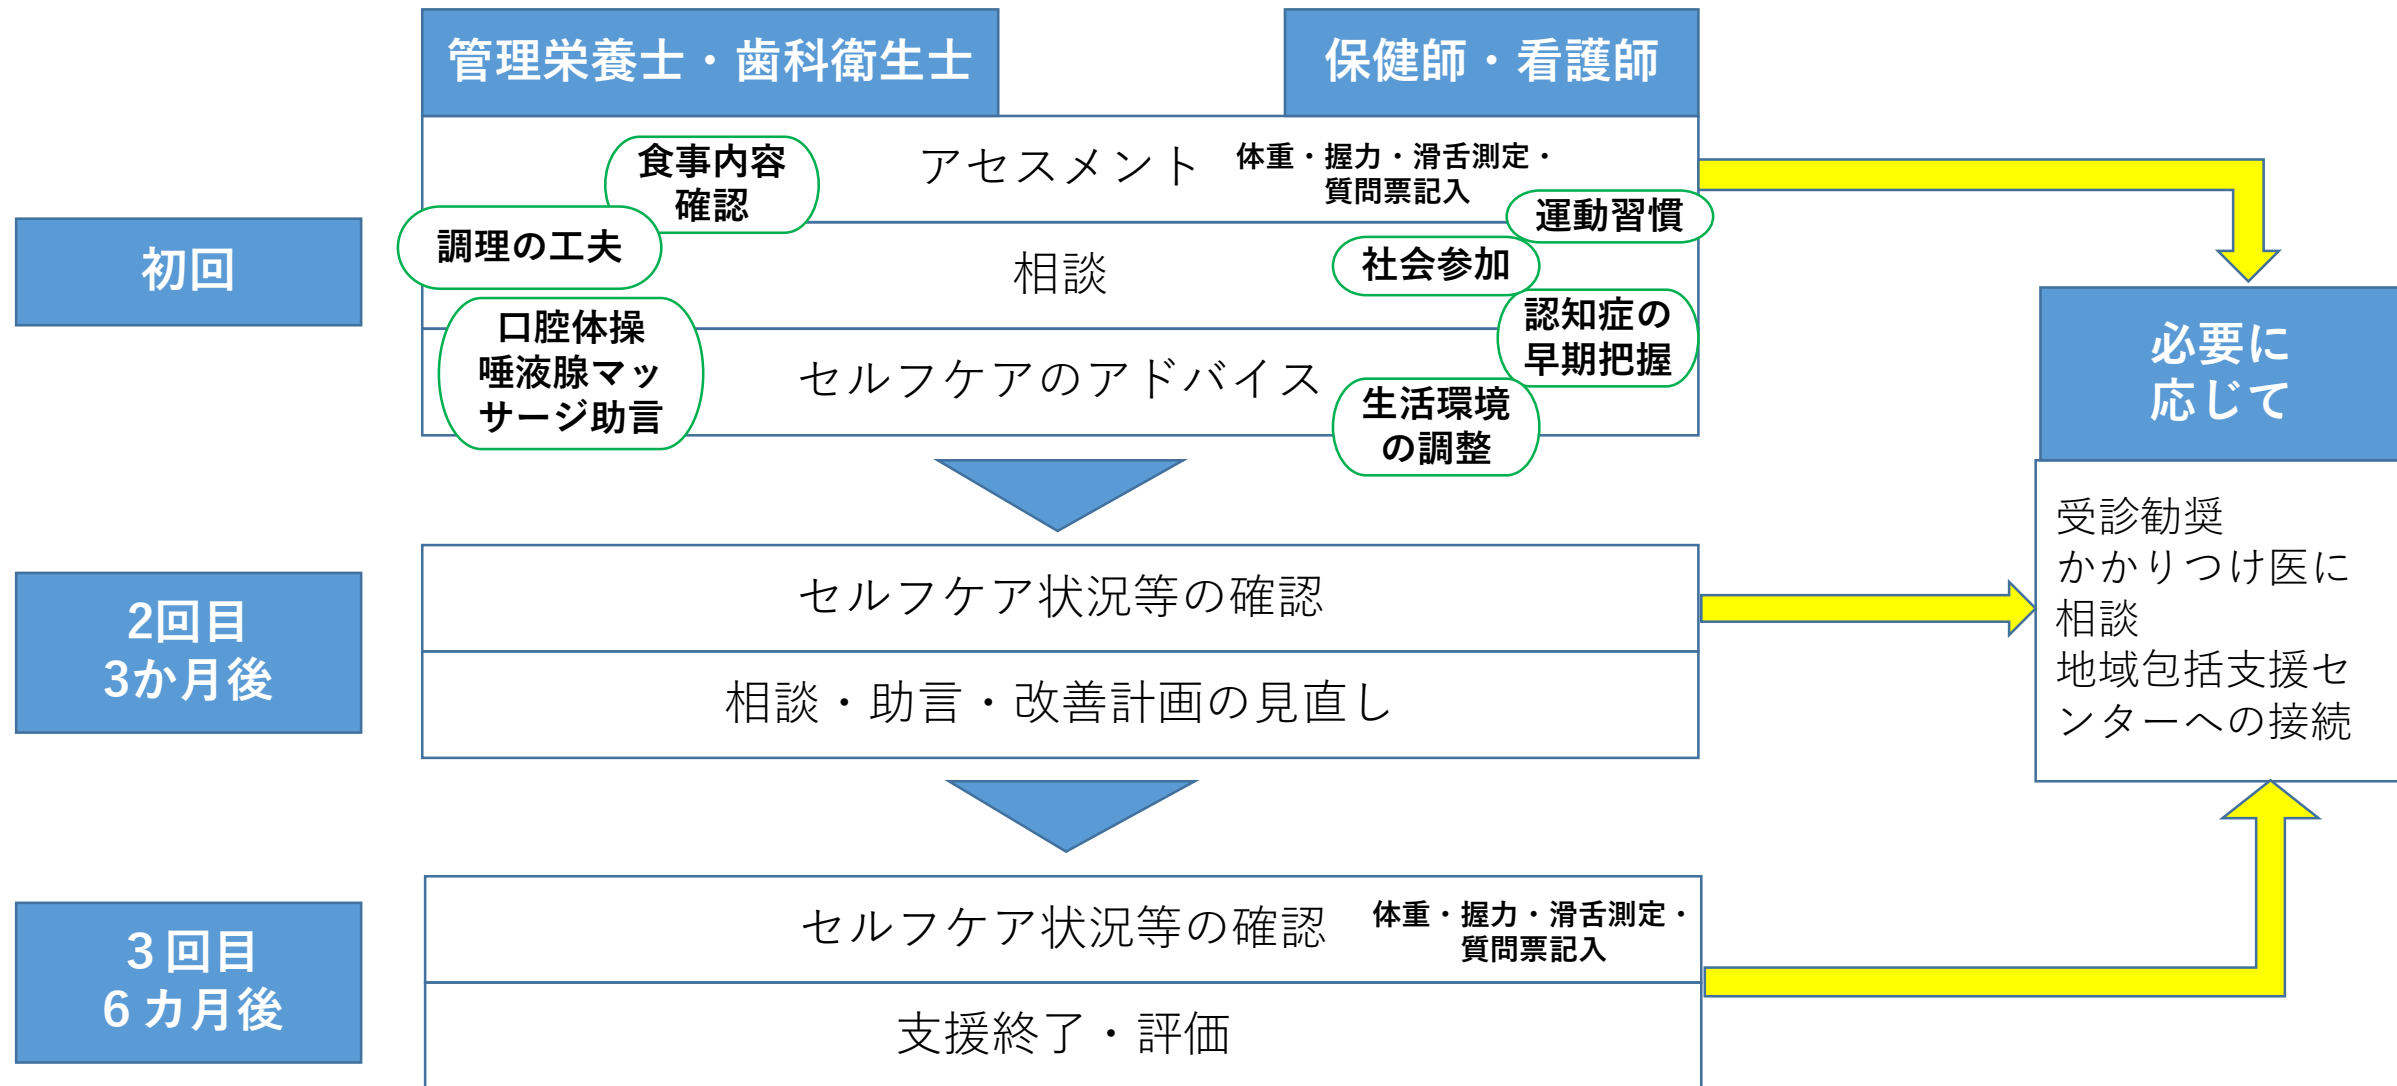 管理栄養士・歯科衛生士
保健師・看護師
初回
アセスメント
体重・握力・滑舌測定・
質問票記入
食事内容
確認
調理の工夫
運動習慣
相談
社会参加
口腔体操
唾液腺マッ
サージ助言
認知症の
早期把握
セルフケアのアドバイス
生活環境
の調整
必要に
応じて
受診勧奨
かかりつけ医に
相談
地域包括支援セ
ンターへの接続
2回目
3か月後
セルフケア状況等の確認
相談・助言・改善計画の見直し
３回目
６カ月後
セルフケア状況等の確認
体重・握力・滑舌測定・
質問票記入
支援終了・評価